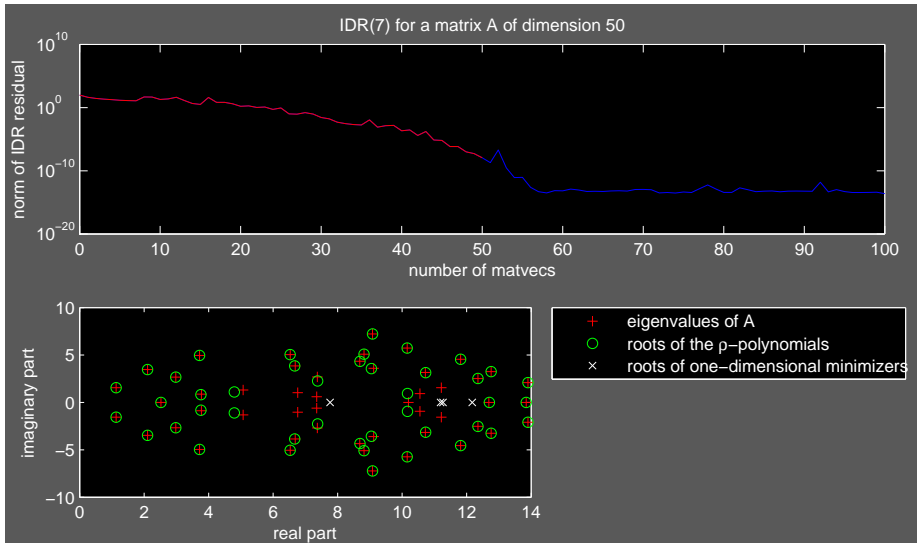 IDR(7) for a matrix A of dimension 50
norm of IDR residual
10^10
10^0
10^-10
10^-20
0 10 20 30 40 50 60 70 80 90 100
number of matvecs
imaginary part
10
5
0
−5
−10
0 2 4 6 8 10 12 14
real part
eigenvalues of A
roots of the ρ−polynomials
roots of one−dimensional minimizers